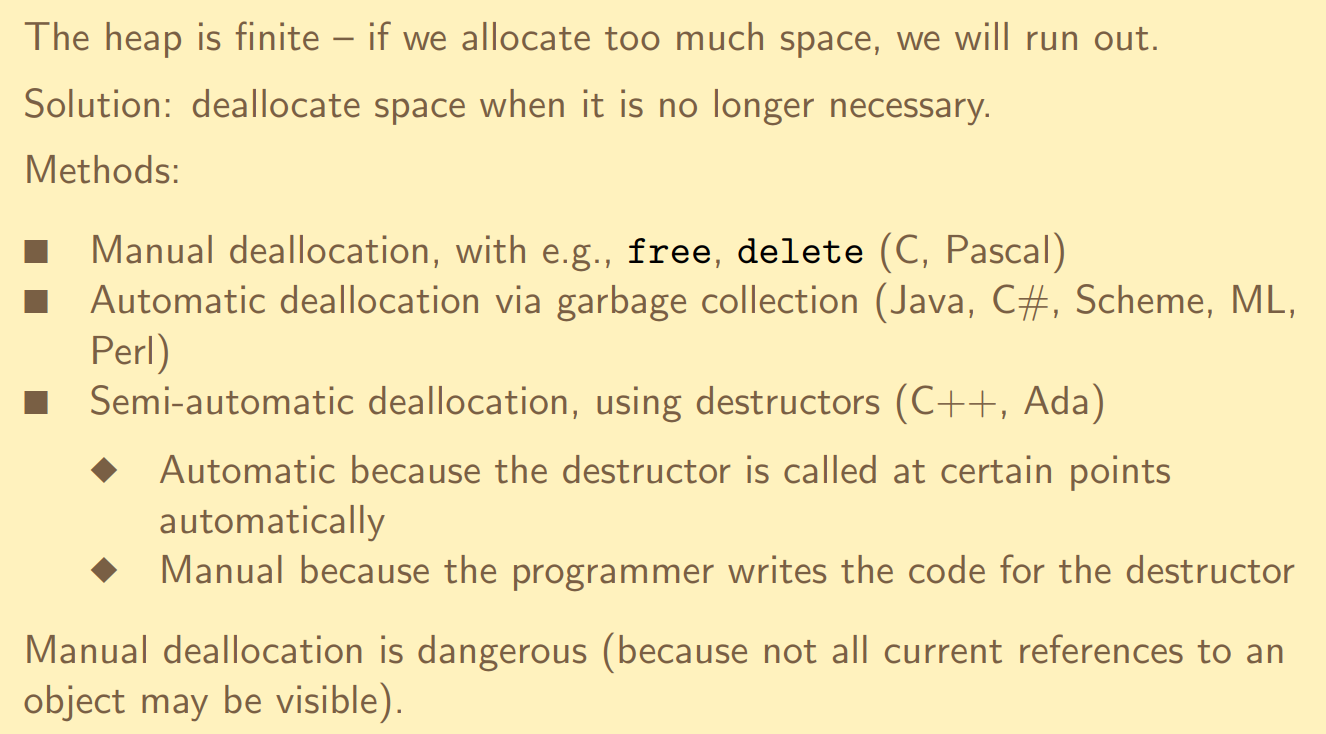 The heap is finite – if we allocate too much space, we will run out.
Solution: deallocate space when it is no longer necessary.
Methods:
■ Manual deallocation, with e.g., free, delete (C, Pascal)
■ Automatic deallocation via garbage collection (Java, C#, Scheme, ML,
Perl)
■ Semi-automatic deallocation, using destructors (C++, Ada)
◆ Automatic because the destructor is called at certain points
automatically
◆ Manual because the programmer writes the code for the destructor
Manual deallocation is dangerous (because not all current references to an
object may be visible).